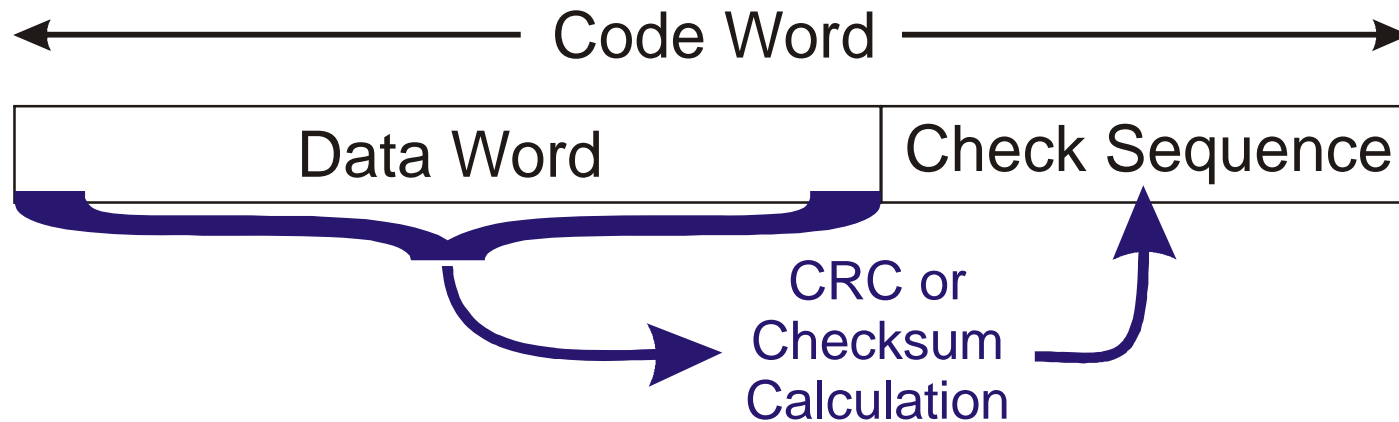 Code Word
Data Word
Check Sequence
CRC or
Checksum
Calculation